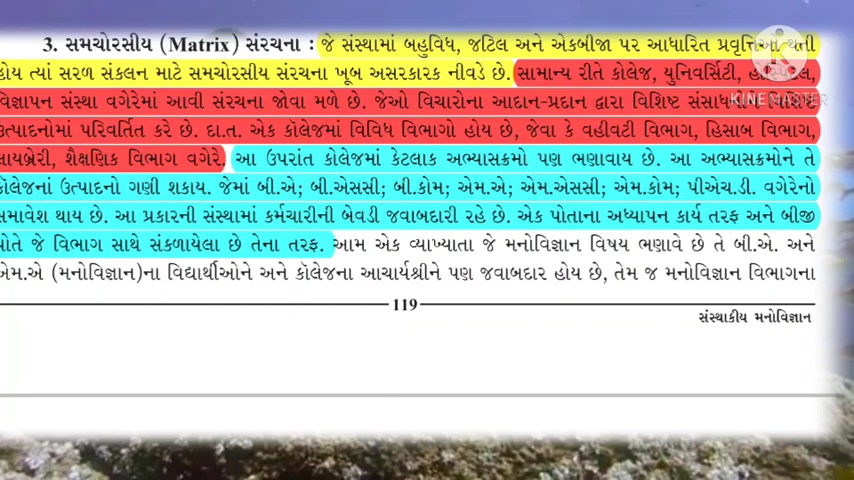 3. સમચોરસીય (Matrix) સંરચના : જે સંસ્થામાં બહુવિધ, જટિલ અને એકબીજા પર આધારિત પ્રવૃત્તિઓ થતી
હોય ત્યાં સરળ સંકલન માટે સમચોરસીય સંરચના ખૂબ અસરકારક નીવડે છે. સામાન્ય રીતે કોલેજ, યુનિવર્સિટી, હોસ્પિટલ,
વિજ્ઞાપન સંસ્થા વગેરેમાં આવી સંરચના જોવા મળે છે. જેઓ વિચારોના આદાન-પ્રદાન દ્વારા વિશિષ્ટ સંસાધનોને વિશિષ્ટ
ઉત્પાદનોમાં પરિવર્તિત કરે છે. દા.ત. એક કૉલેજમાં વિવિધ વિભાગો હોય છે, જેવા કે વહીવટી વિભાગ, હિસાબ વિભાગ,
લાયબ્રેરી, શૈક્ષણિક વિભાગ વગેરે. આ ઉપરાંત કોલેજમાં કેટલાક અભ્યાસક્રમો પણ ભણાવાય છે. આ અભ્યાસક્રમોને તે
કૉલેજનાં ઉત્પાદનો ગણી શકાય. જેમાં બી.એ; બી.એસસી; બી.કોમ; એમ.એ; એમ.એસસી; એમ.કોમ; પીએચ.ડી. વગેરેનો
સમાવેશ થાય છે. આ પ્રકારની સંસ્થામાં કર્મચારીની બેવડી જવાબદારી રહે છે. એક પોતાના અધ્યાપન કાર્ય તરફ અને બીજી
પોતે જે વિભાગ સાથે સંકળાયેલા છે તેના તરફ. આમ એક વ્યાખ્યાતા જે મનોવિજ્ઞાન વિષય ભણાવે છે તે બી.એ. અને
એમ.એ (મનોવિજ્ઞાન)ના વિદ્યાર્થીઓને અને કૉલેજના આચાર્યશ્રીને પણ જવાબદાર હોય છે, તેમ જ મનોવિજ્ઞાન વિભાગના
119
સંસ્થાકીય મનોવિજ્ઞાન
K
KINEMASTER